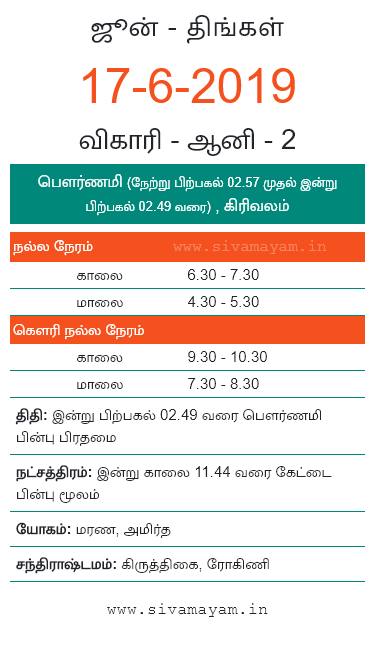 ஜூன் - திங்கள்
17-6-2019
விகாரி - ஆனி - 2
பௌர்ணமி (நேற்று பிற்பகல் 02.57 முதல் இன்று
பிற்பகல் 02.49 வரை) , கிரிவலம்
நல்ல நேரம் www.sivamayam.in
காலை 6.30 - 7.30
மாலை 4.30 - 5.30
கௌரி நல்ல நேரம்
காலை 9.30 - 10.30
மாலை 7.30 - 8.30
திதி: இன்று பிற்பகல் 02.49 வரை பௌர்ணமி
பின்பு பிரதமை
நட்சத்திரம்: இன்று காலை 11.44 வரை கேட்டை
பின்பு மூலம்
யோகம்: மரண, அமிர்த
சந்திராஷ்டமம்: கிருத்திகை, ரோகிணி
www.sivamayam.in